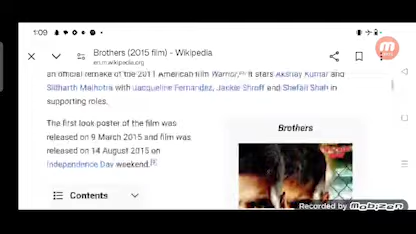 1:09
Brothers (2015 film) - Wikipedia
en.m.wikipedia.org
an official remake of the 2011 American film Warrior. It stars Akshay Kumar and
Sidharth Malhotra with Jacqueline Fernandez, Jackie Shroff and Shefali Shah in
supporting roles.
The first look poster of the film was
released on 9 March 2015 and film was
released on 14 August 2015 on
Independence Day weekend.
Contents
Brothers
Recorded by Mobizen